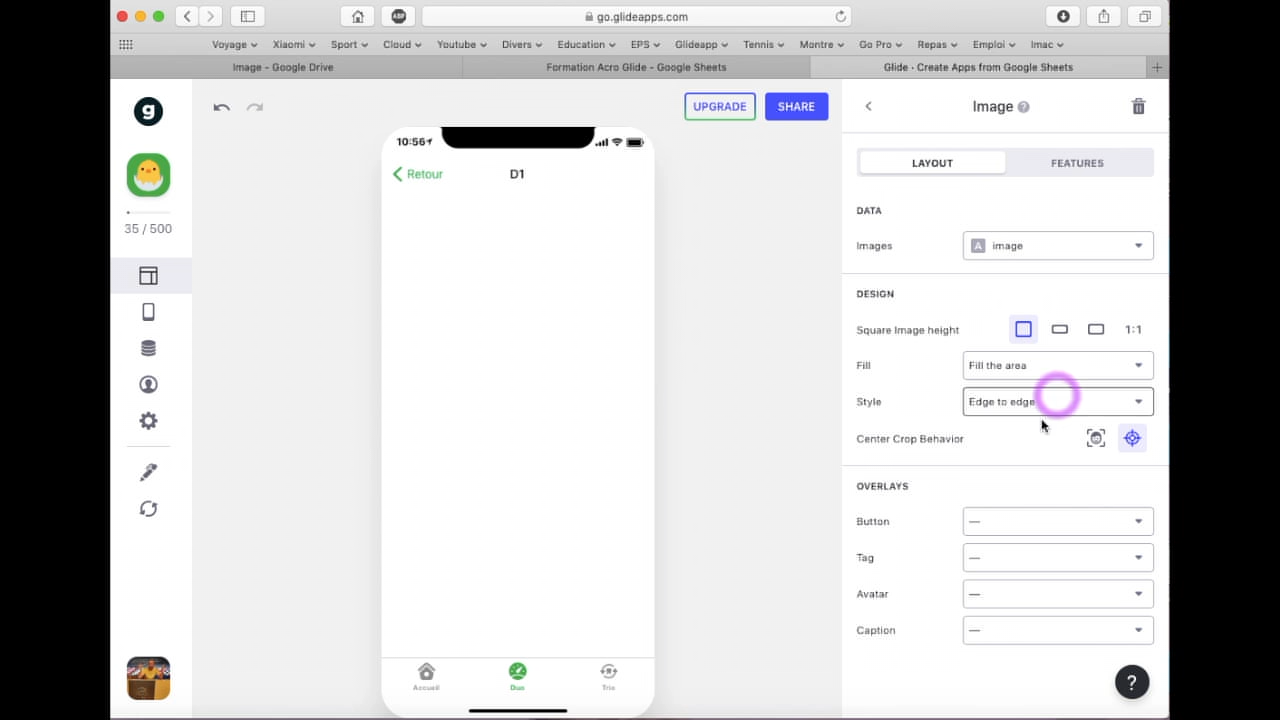 ABP
go.glideapps.com
Voyage Xiaomi Sport Cloud Youtube Divers Education EPS Glideapp Tennis Montre Go Pro Repas Emploi Imac
Image - Google Drive
Formation Acro Glide - Google Sheets
Glide · Create Apps from Google Sheets
g
35 / 500
UPGRADE
SHARE
10:56
Retour
D1
Accueil
Duo
Trio
Image ?
LAYOUT
FEATURES
DATA
Images
A image
DESIGN
Square Image height
1:1
Fill
Fill the area
Style
Edge to edge
Center Crop Behavior
OVERLAYS
Button
—
Tag
—
Avatar
—
Caption
—
?